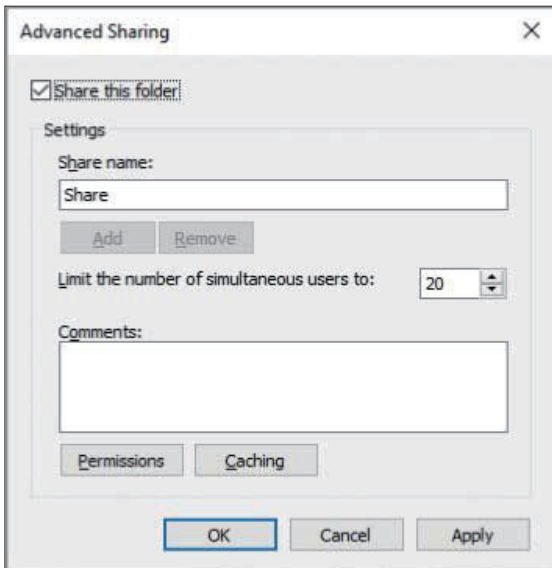 Advanced Sharing
Share this folder
Settings
Share name:
Share
Add Remove
Limit the number of simultaneous users to: 20
Comments:
Permissions Caching
OK Cancel Apply